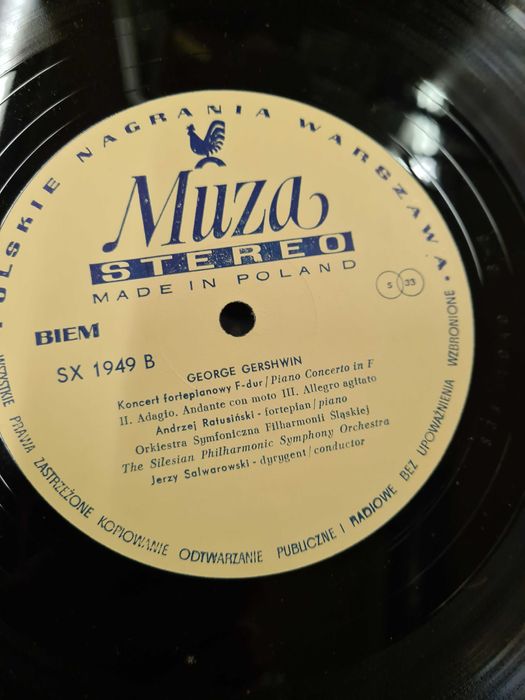 POLSKIE NAGRANIA WARSZAWA •
Muza
STEREO
MADE IN POLAND
S 33
BIEM
SX 1949 B
GEORGE GERSHWIN
Koncert fortepianowy F-dur/Piano Concerto in F
II. Adagio. Andante con moto III. Allegro agitato
Andrzej Ratusiński - fortepian/piano
Orkiestra Symfoniczna Filharmonii Śląskiej
The Silesian Philharmonic Symphony Orchestra
Jerzy Salwarowski - dyrygent/conductor
WSZYSTKIE PRAWA ZASTRZEŻONE KOPIOWANIE ODTWARZANIE PUBLICZNE I RADIOWE BEZ UPOWAŻNIENIA WZBRONIONE